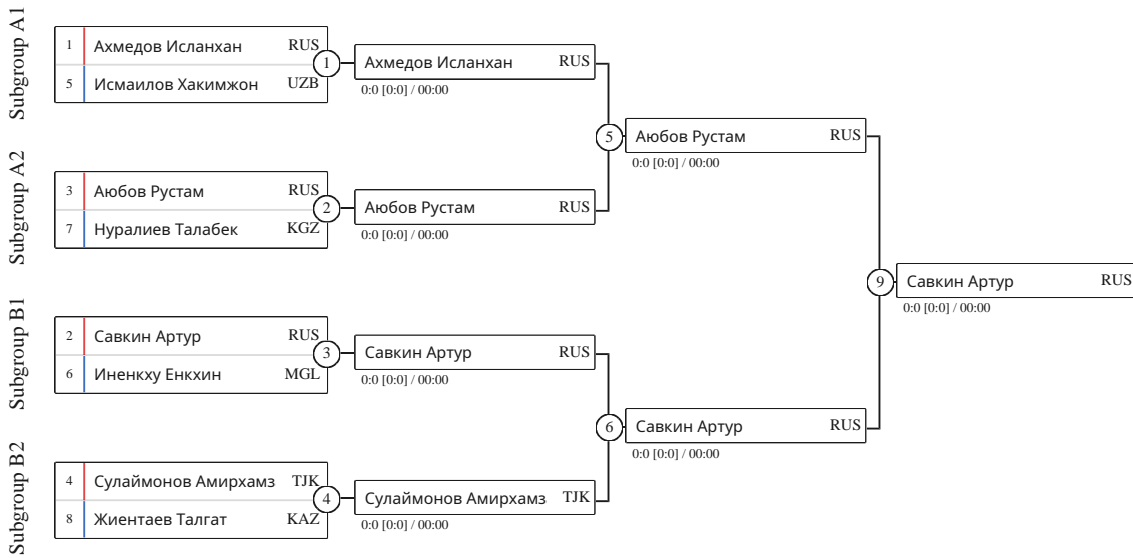 Subgroup A1
1 Ахмедов Исланхан RUS
5 Исмаилов Хакимжон UZB
1
Ахмедов Исланхан RUS
0:0 [0:0] / 00:00
5
Аюбов Рустам RUS
0:0 [0:0] / 00:00
Subgroup A2
3 Аюбов Рустам RUS
7 Нуралиев Талабек KGZ
2
Аюбов Рустам RUS
0:0 [0:0] / 00:00
9
Савкин Артур RUS
0:0 [0:0] / 00:00
Subgroup B1
2 Савкин Артур RUS
6 Иненкху Енкхин MGL
3
Савкин Артур RUS
0:0 [0:0] / 00:00
6
Савкин Артур RUS
0:0 [0:0] / 00:00
Subgroup B2
4 Сулаймонов Амирхамз TJK
8 Жиентаев Талгат KAZ
4
Сулаймонов Амирхамз TJK
0:0 [0:0] / 00:00